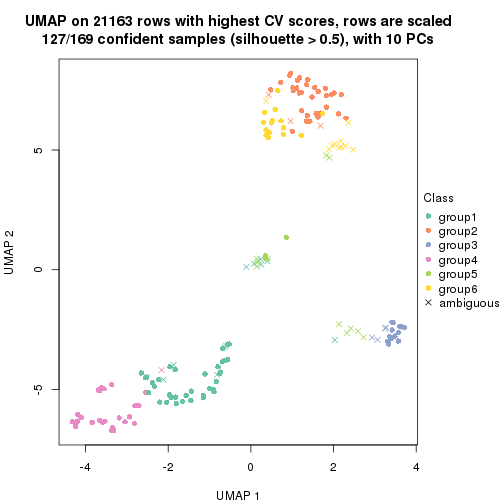 UMAP on 21163 rows with highest CV scores, rows are scaled
127/169 confident samples (silhouette > 0.5), with 10 PCs
5
0
-5
UMAP 2
-4
-2
0
2
4
UMAP 1
Class
group1
group2
group3
group4
group5
group6
ambiguous